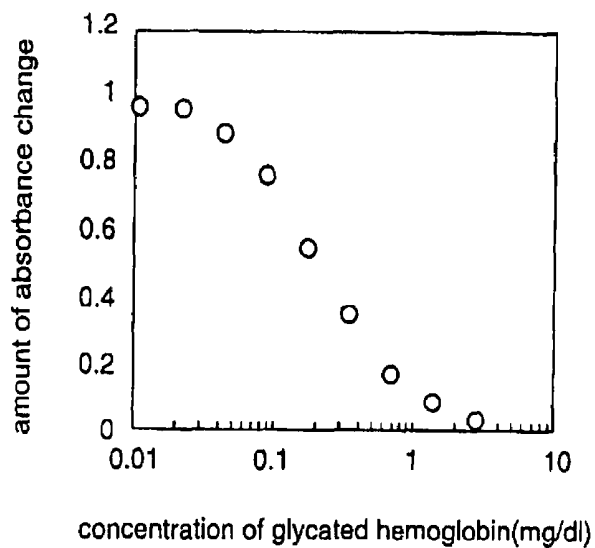 amount of absorbance change
1.2
1
0.8
0.6
0.4
0.2
0
0.01 0.1 1 10
concentration of glycated hemoglobin(mg/dl)